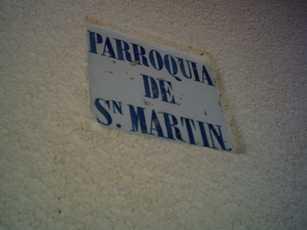 PARROQUIA
DE
SN. MARTIN.